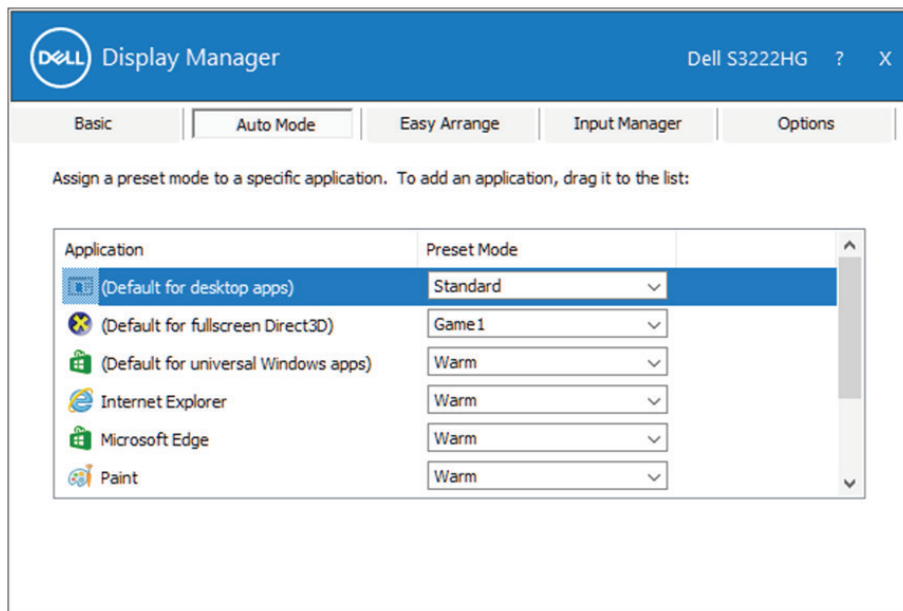 DELL Display Manager Dell S3222HG ? X
Basic Auto Mode Easy Arrange Input Manager Options
Assign a preset mode to a specific application. To add an application, drag it to the list:
Application Preset Mode
(Default for desktop apps) Standard
(Default for fullscreen Direct3D) Game1
(Default for universal Windows apps) Warm
Internet Explorer Warm
Microsoft Edge Warm
Paint Warm